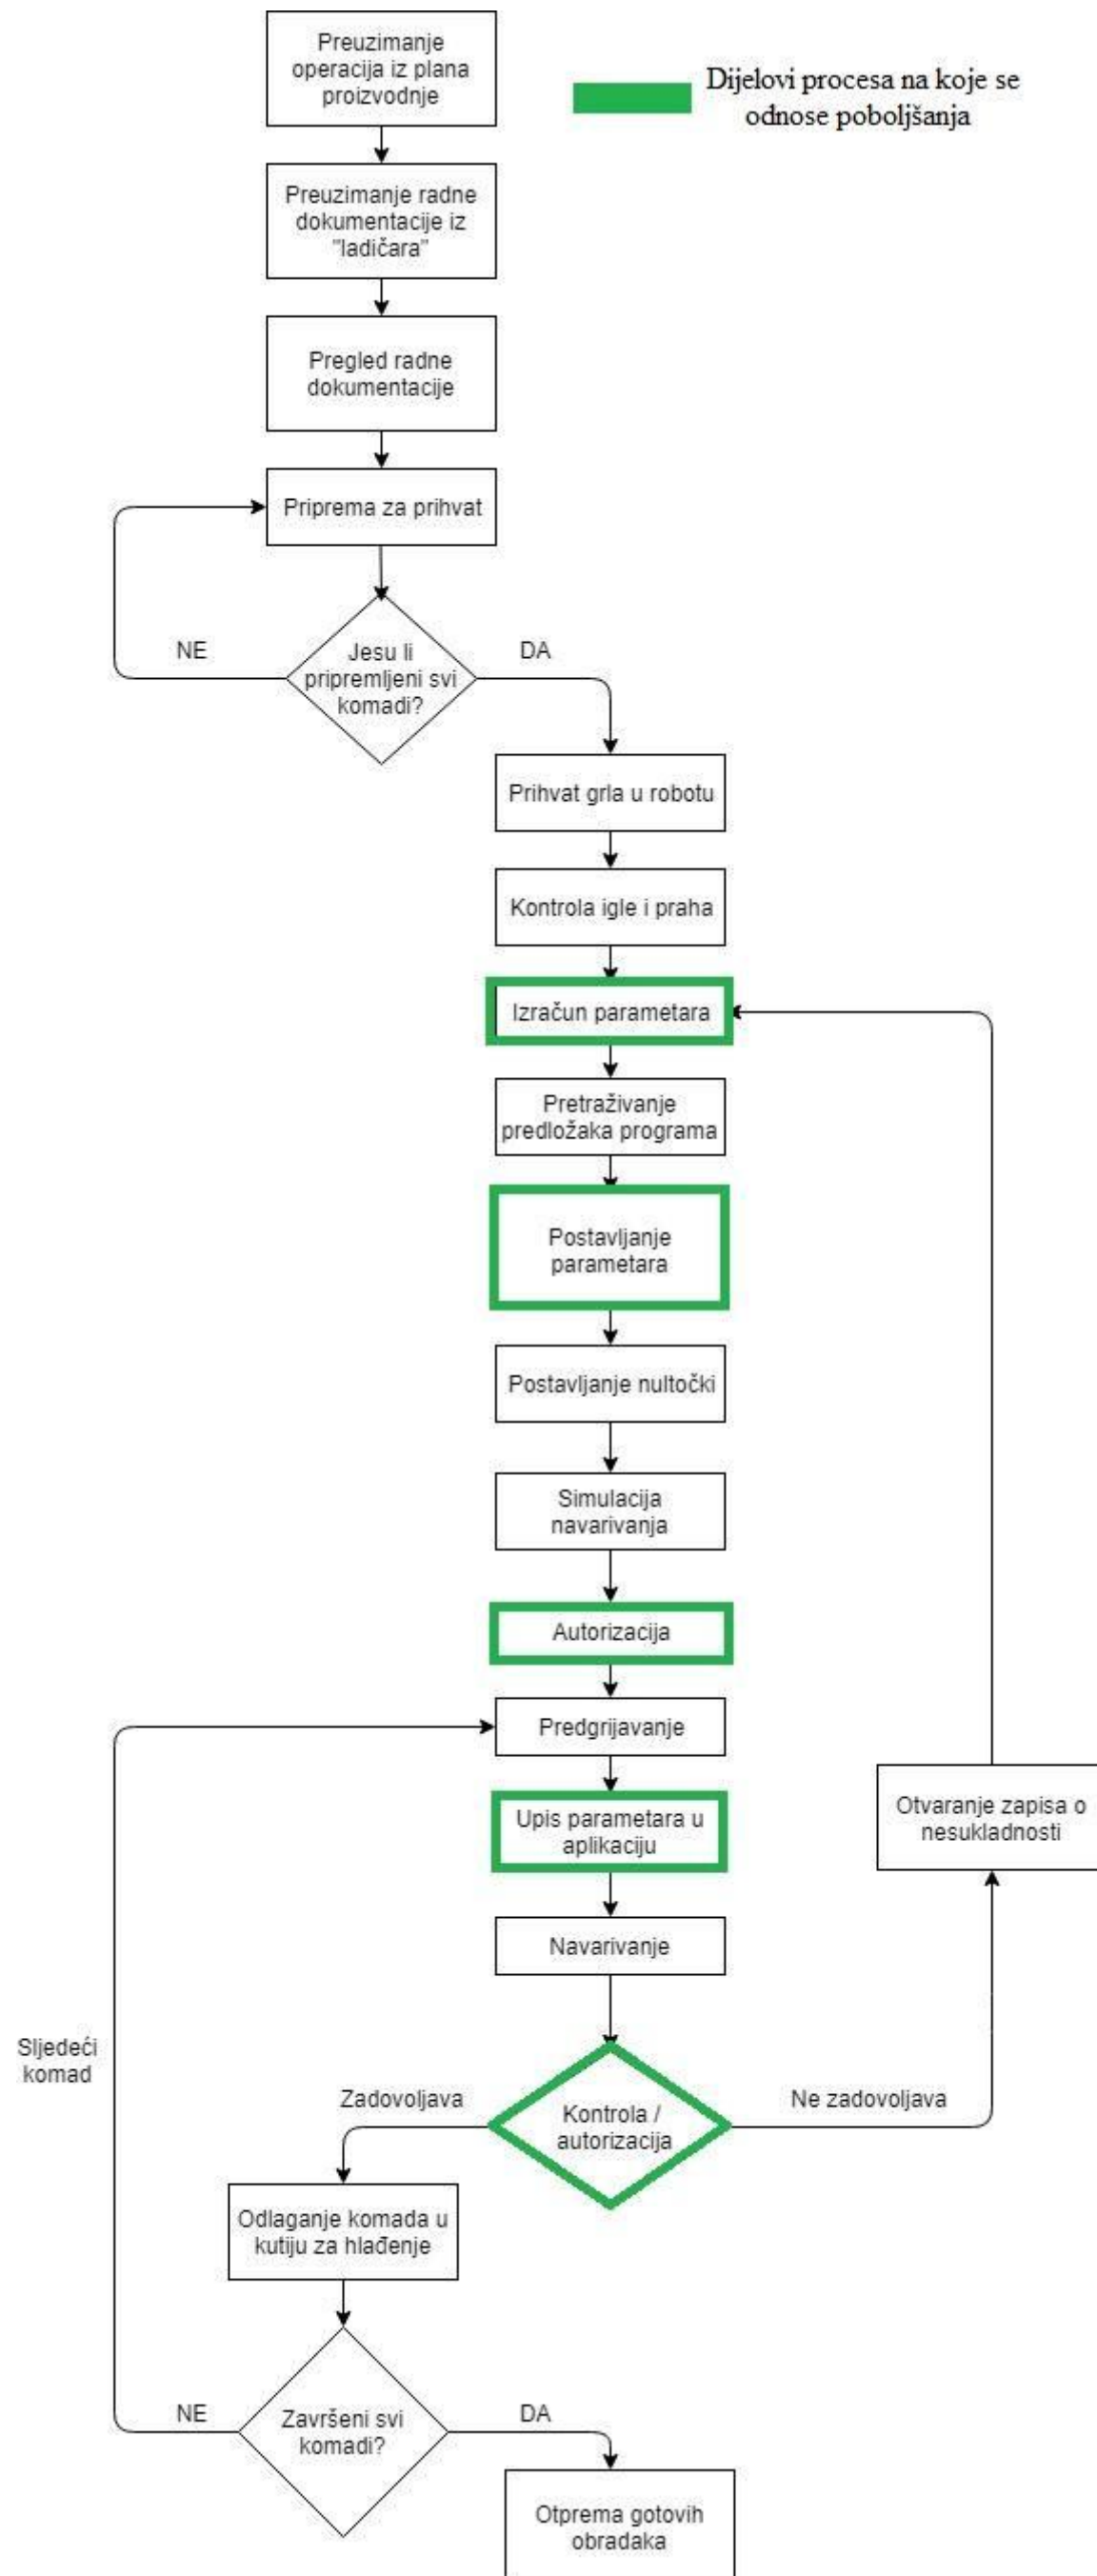 Preuzimanje
operacija iz plana
proizvodnje
Dijelovi procesa na koje se
odnose poboljšanja
Preuzimanje radne
dokumentacije iz
"ladičara"
Pregled radne
dokumentacije
Priprema za prihvat
NE
Jesu li
pripremljeni svi
komadi?
DA
Prihvat grla u robotu
Kontrola igle i praha
Izračun parametara
Pretraživanje
predložaka programa
Postavljanje
parametara
Postavljanje nultočki
Simulacija
navarivanja
Autorizacija
Predgrijavanje
Upis parametara u
aplikaciju
Otvaranje zapisa o
nesukladnosti
Navarivanje
Sljedeći
komad
Zadovoljava
Kontrola /
autorizacija
Ne zadovoljava
Odlaganje komada u
kutiju za hlađenje
NE
Završeni svi
komadi?
DA
Otprema gotovih
obradaka